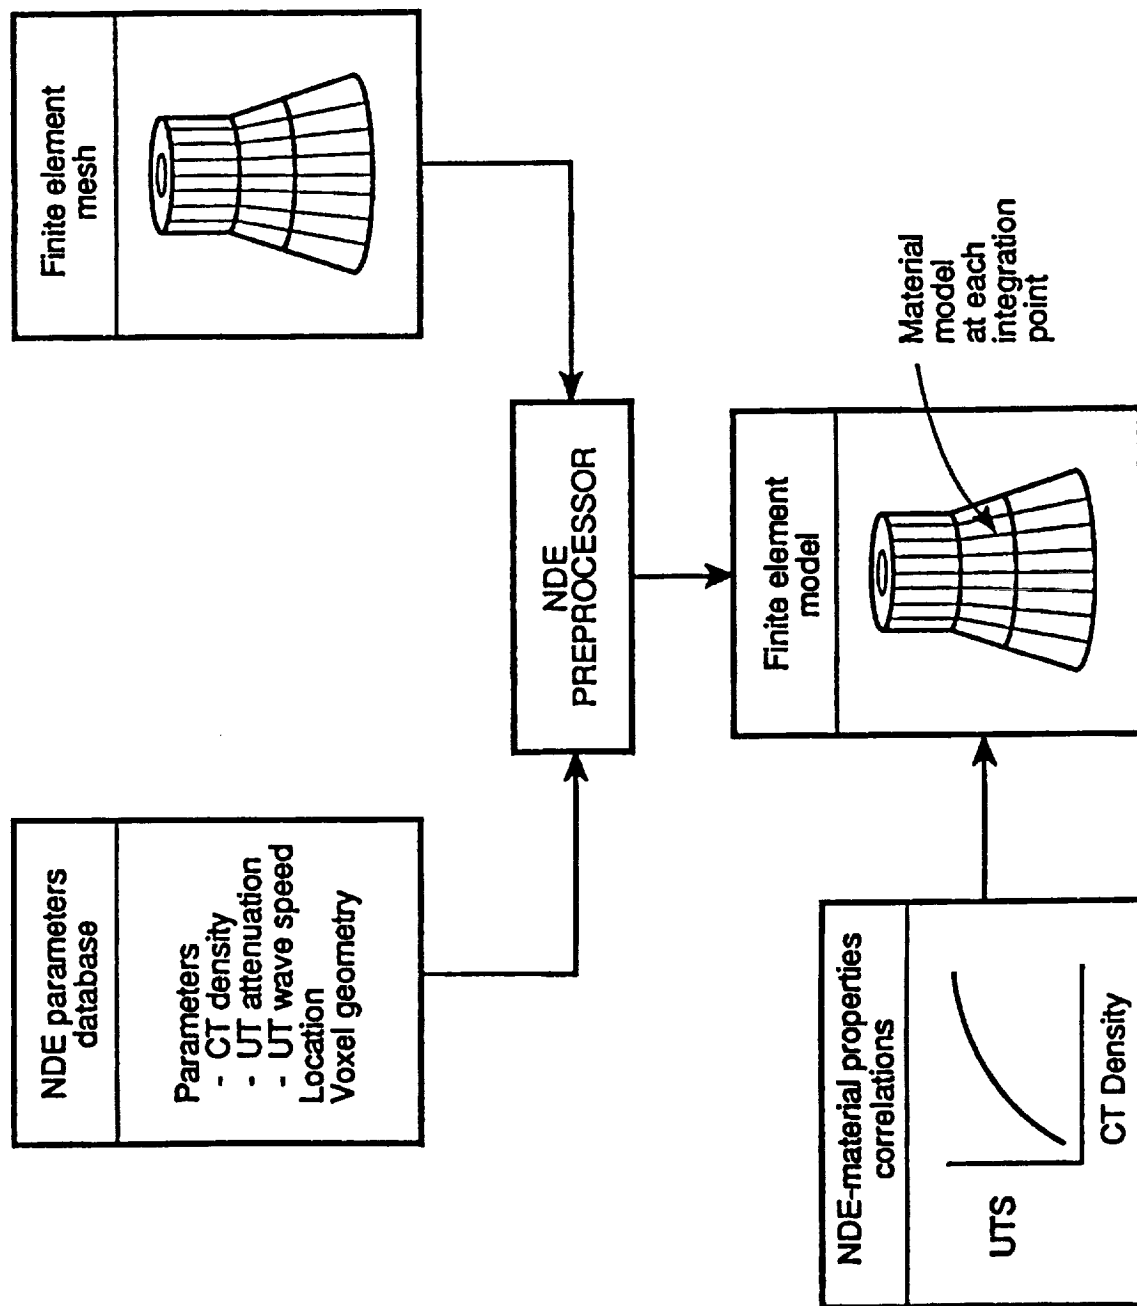 NDE parameters
database
Parameters
- CT density
- UT attenuation
- UT wave speed
Location
Voxel geometry
Finite element
mesh
NDE
PREPROCESSOR
NDE-material properties
correlations
UTS
CT Density
Finite element
model
Material
model
at each
integration
point